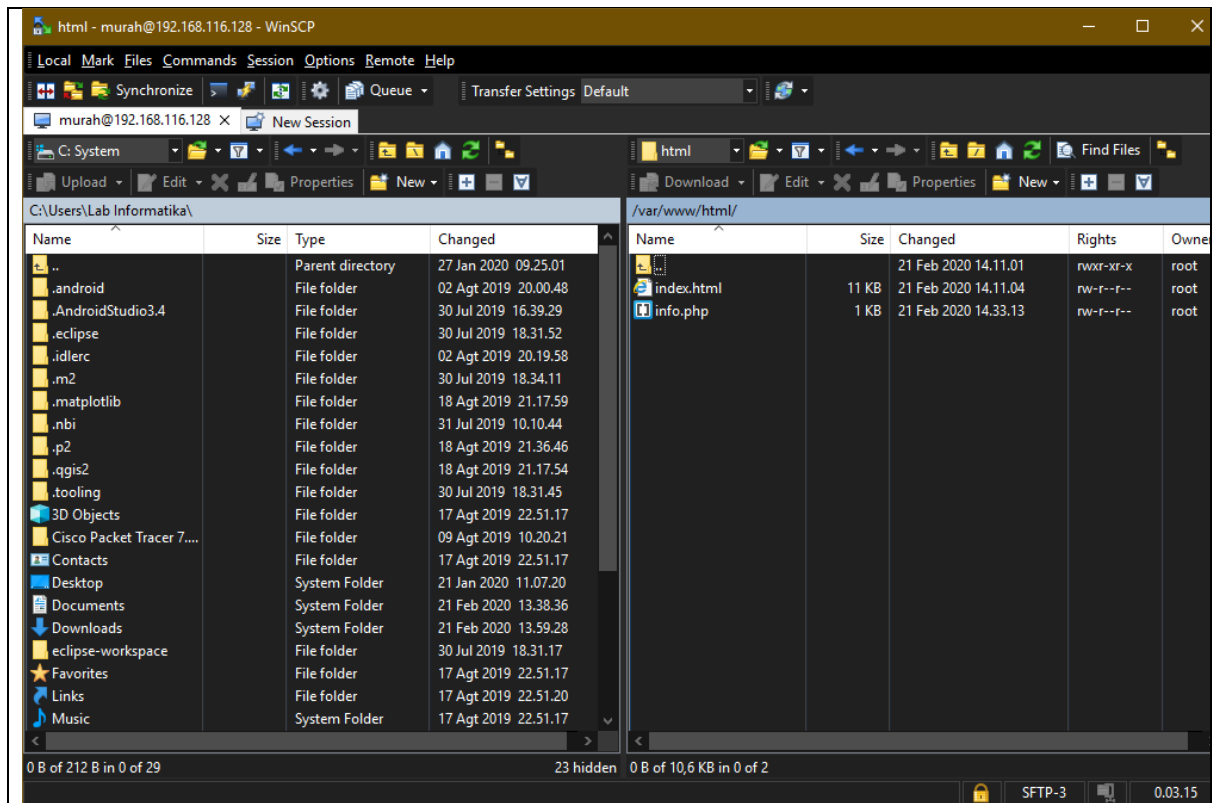 html - murah@192.168.116.128 - WinSCP
Local Mark Files Commands Session Options Remote Help
Synchronize Queue Transfer Settings Default
murah@192.168.116.128 New Session
C: System
Upload Edit Properties New
C:\Users\Lab Informatika\
Name Size Type Changed
.. Parent directory 27 Jan 2020 09.25.01
.android File folder 02 Agt 2019 20.00.48
.AndroidStudio3.4 File folder 30 Jul 2019 16.39.29
.eclipse File folder 30 Jul 2019 18.31.52
.idlerc File folder 02 Agt 2019 20.19.58
.m2 File folder 30 Jul 2019 18.34.11
.matplotlib File folder 18 Agt 2019 21.17.59
.nbi File folder 31 Jul 2019 10.10.44
.p2 File folder 18 Agt 2019 21.36.46
.qgis2 File folder 18 Agt 2019 21.17.54
.tooling File folder 30 Jul 2019 18.31.45
3D Objects File folder 17 Agt 2019 22.51.17
Cisco Packet Tracer 7.... File folder 09 Agt 2019 10.20.21
Contacts File folder 17 Agt 2019 22.51.17
Desktop System Folder 21 Jan 2020 11.07.20
Documents System Folder 21 Feb 2020 13.38.36
Downloads System Folder 21 Feb 2020 13.59.28
eclipse-workspace File folder 30 Jul 2019 18.31.17
Favorites File folder 17 Agt 2019 22.51.17
Links File folder 17 Agt 2019 22.51.20
Music System Folder 17 Agt 2019 22.51.17
0 B of 212 B in 0 of 29 23 hidden
html Find Files
Download Edit Properties New
/var/www/html/
Name Size Changed Rights Owne
.. 21 Feb 2020 14.11.01 rwxr-xr-x root
index.html 11 KB 21 Feb 2020 14.11.04 rw-r--r-- root
info.php 1 KB 21 Feb 2020 14.33.13 rw-r--r-- root
0 B of 10,6 KB in 0 of 2
SFTP-3 0.03.15